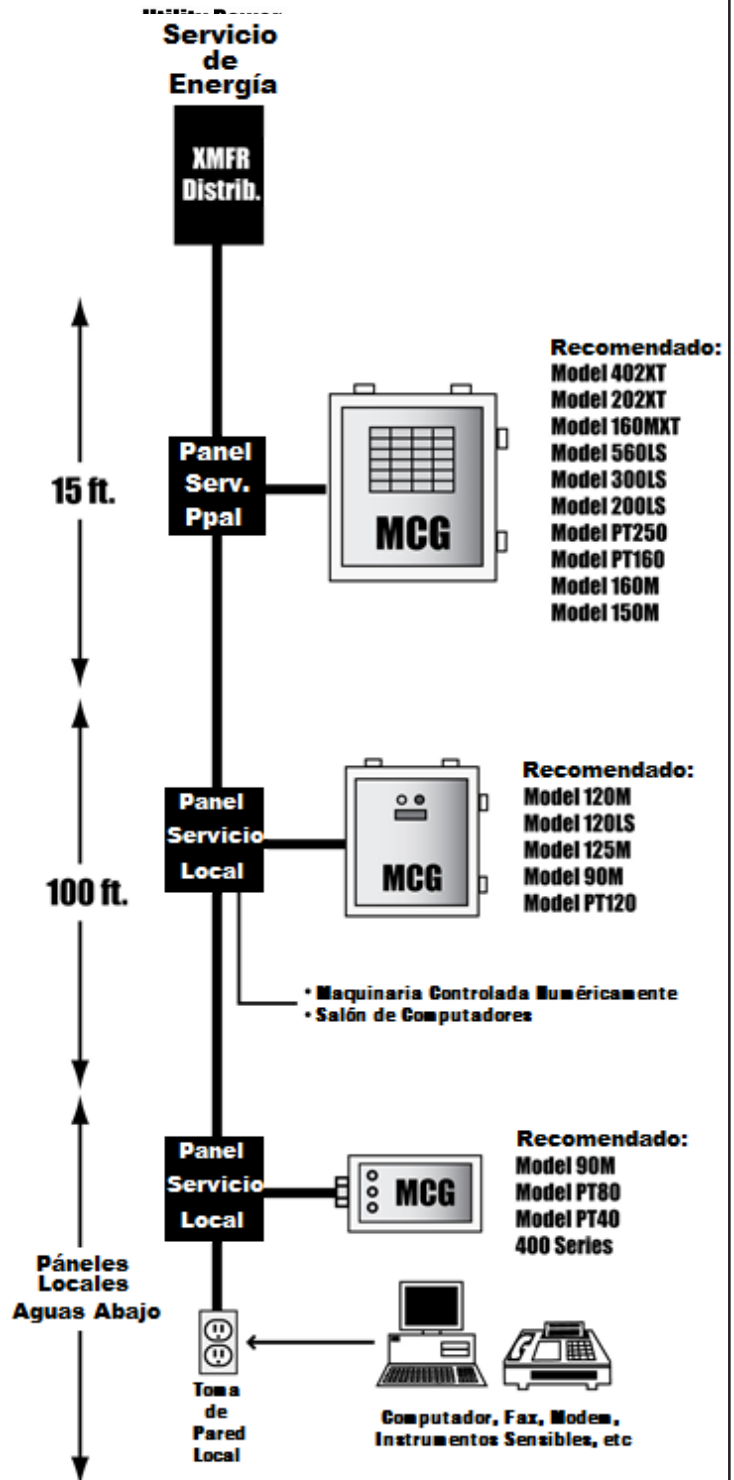 Utility Power
Servicio
de
Energía
XMFR
Distrib.
15 ft.
Panel
Serv.
Ppal
MCG
Recomendado:
Model 402XT
Model 202XT
Model 160MXT
Model 560LS
Model 300LS
Model 200LS
Model PT250
Model PT160
Model 160M
Model 150M
100 ft.
Panel
Servicio
Local
MCG
Recomendado:
Model 120M
Model 120LS
Model 125M
Model 90M
Model PT120
• Maquinaria Controlada Numéricamente
• Salón de Computadores
Panel
Servicio
Local
MCG
Recomendado:
Model 90M
Model PT80
Model PT40
400 Series
Páneles
Locales
Aguas Abajo
Toma
de
Pared
Local
Computador, Fax, Modem,
Instrumentos Sensibles, etc